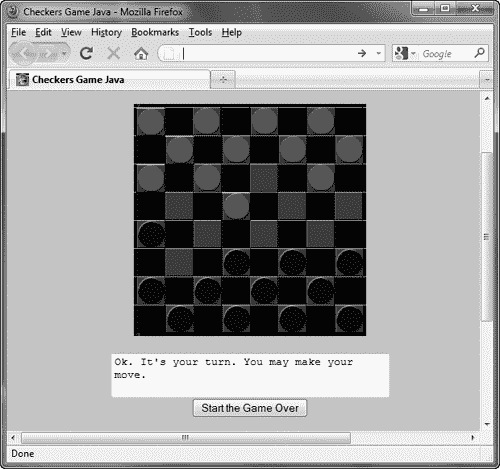 Checkers Game Java - Mozilla Firefox
File Edit View History Bookmarks Tools Help
Google
Checkers Game Java
Ok. It's your turn. You may make your
move.
Start the Game Over
Done